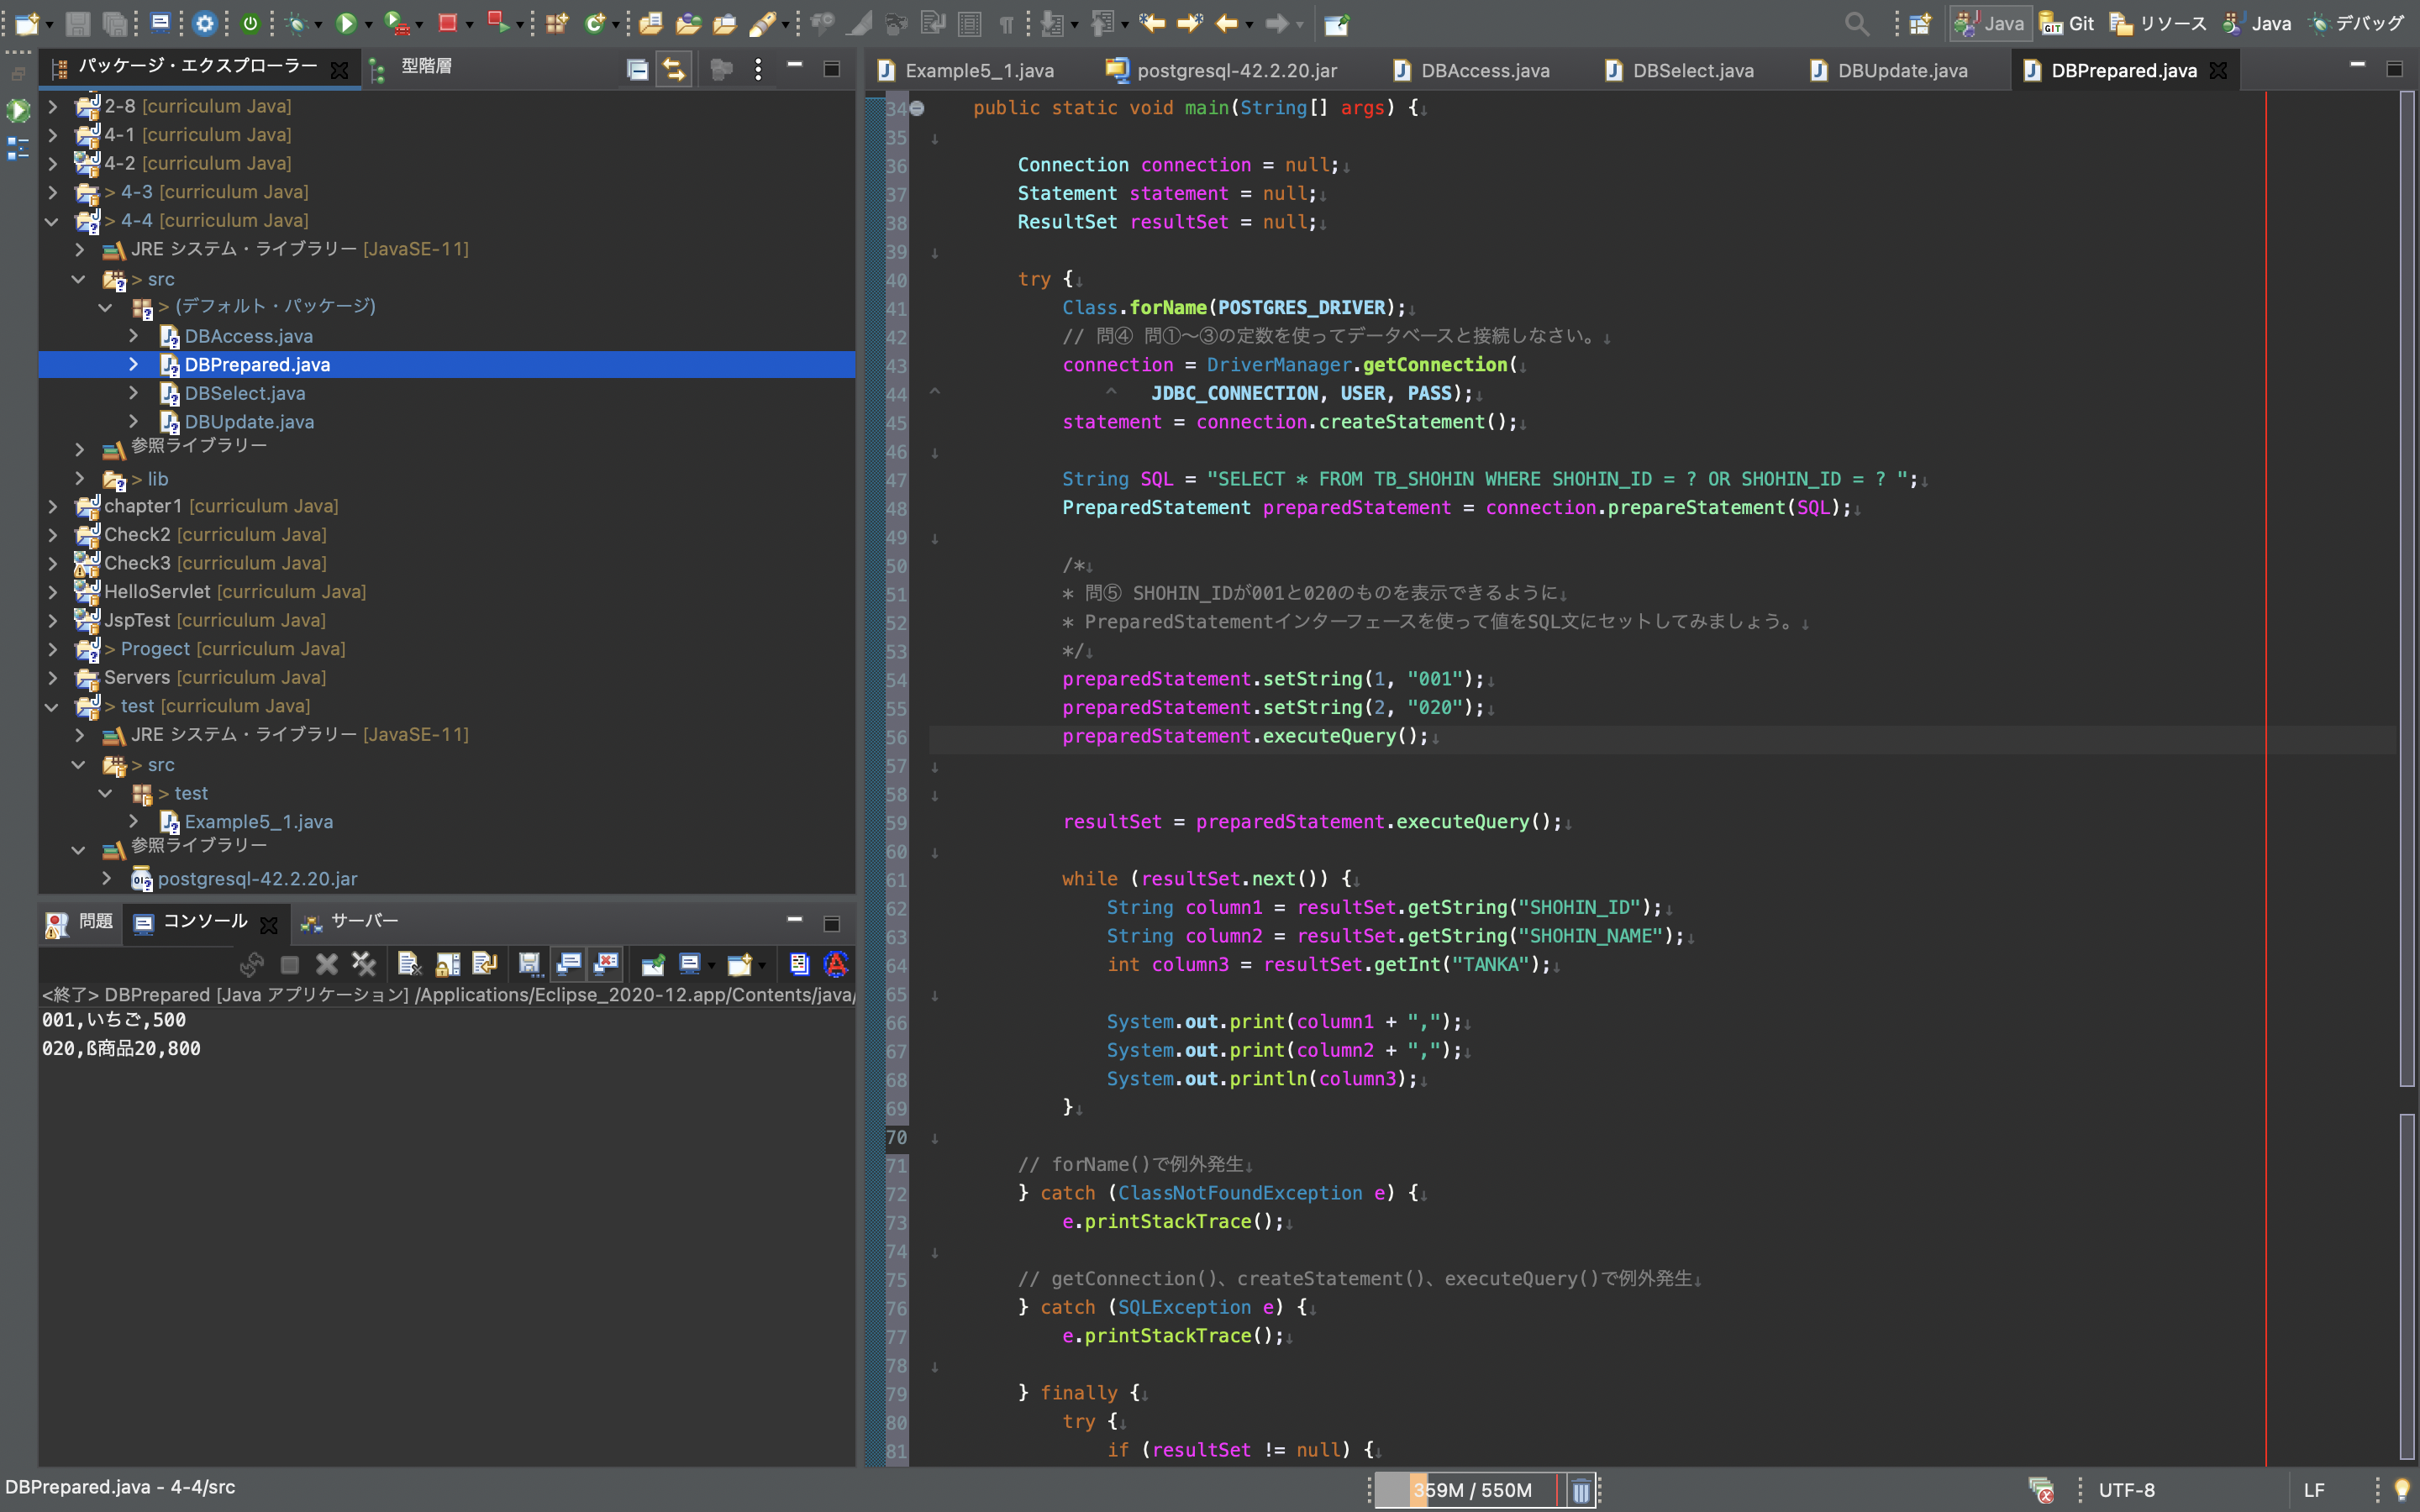 Java
Git
リソース
Java
デバッグ
パッケージ・エクスプローラー
型階層
2-8 [curriculum Java]
4-1 [curriculum Java]
4-2 [curriculum Java]
> 4-3 [curriculum Java]
> 4-4 [curriculum Java]
JRE システム・ライブラリー [JavaSE-11]
> src
> (デフォルト・パッケージ)
DBAccess.java
DBPrepared.java
DBSelect.java
DBUpdate.java
参照ライブラリー
> lib
chapter1 [curriculum Java]
Check2 [curriculum Java]
Check3 [curriculum Java]
HelloServlet [curriculum Java]
JspTest [curriculum Java]
> Progect [curriculum Java]
Servers [curriculum Java]
> test [curriculum Java]
JRE システム・ライブラリー [JavaSE-11]
> src
> test
Example5_1.java
参照ライブラリー
postgresql-42.2.20.jar
問題
コンソール
サーバー
<終了> DBPrepared [Java アプリケーション] /Applications/Eclipse_2020-12.app/Contents/java/
001,いちご,500
020,ß商品20,800
Example5_1.java
postgresql-42.2.20.jar
DBAccess.java
DBSelect.java
DBUpdate.java
DBPrepared.java
34 public static void main(String[] args) {↓
35 ↓
36 Connection connection = null;↓
37 Statement statement = null;↓
38 ResultSet resultSet = null;↓
39 ↓
40 try {↓
41 Class.forName(POSTGRES_DRIVER);↓
42 // 問④ 問①〜③の定数を使ってデータベースと接続しなさい。↓
43 connection = DriverManager.getConnection(↓
44 ^ ^ JDBC_CONNECTION, USER, PASS);↓
45 statement = connection.createStatement();↓
46 ↓
47 String SQL = "SELECT * FROM TB_SHOHIN WHERE SHOHIN_ID = ? OR SHOHIN_ID = ? ";↓
48 PreparedStatement preparedStatement = connection.prepareStatement(SQL);↓
49 ↓
50 /*↓
51 * 問⑤ SHOHIN_IDが001と020のものを表示できるように↓
52 * PreparedStatementインターフェースを使って値をSQL文にセットしてみましょう。↓
53 */↓
54 preparedStatement.setString(1, "001");↓
55 preparedStatement.setString(2, "020");↓
56 preparedStatement.executeQuery();↓
57 ↓
58 ↓
59 resultSet = preparedStatement.executeQuery();↓
60 ↓
61 while (resultSet.next()) {↓
62 String column1 = resultSet.getString("SHOHIN_ID");↓
63 String column2 = resultSet.getString("SHOHIN_NAME");↓
64 int column3 = resultSet.getInt("TANKA");↓
65 ↓
66 System.out.print(column1 + ",");↓
67 System.out.print(column2 + ",");↓
68 System.out.println(column3);↓
69 }↓
70 ↓
71 // forName()で例外発生↓
72 } catch (ClassNotFoundException e) {↓
73 e.printStackTrace();↓
74 ↓
75 // getConnection()、createStatement()、executeQuery()で例外発生↓
76 } catch (SQLException e) {↓
77 e.printStackTrace();↓
78 ↓
79 } finally {↓
80 try {↓
81 if (resultSet != null) {↓
DBPrepared.java - 4-4/src
359M / 550M
UTF-8
LF